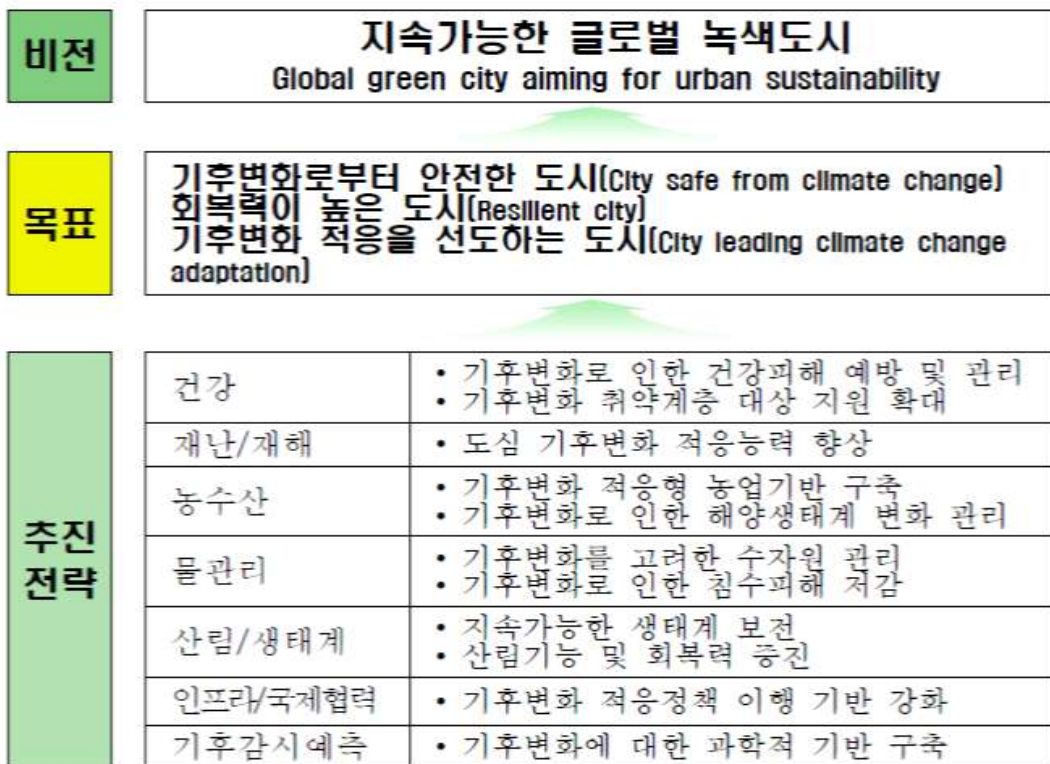 비전
지속가능한 글로벌 녹색도시
Global green city aiming for urban sustainability
목표
기후변화로부터 안전한 도시(City safe from climate change)
회복력이 높은 도시(Resilient city)
기후변화 적응을 선도하는 도시(City leading climate change
adaptation)
추진
전략
건강
• 기후변화로 인한 건강피해 예방 및 관리
• 기후변화 취약계층 대상 지원 확대
재난/재해
• 도심 기후변화 적응능력 향상
농수산
• 기후변화 적응형 농업기반 구축
• 기후변화로 인한 해양생태계 변화 관리
물관리
• 기후변화를 고려한 수자원 관리
• 기후변화로 인한 침수피해 저감
산림/생태계
• 지속가능한 생태계 보전
• 산림기능 및 회복력 증진
인프라/국제협력
• 기후변화 적응정책 이행 기반 강화
기후감시예측
• 기후변화에 대한 과학적 기반 구축